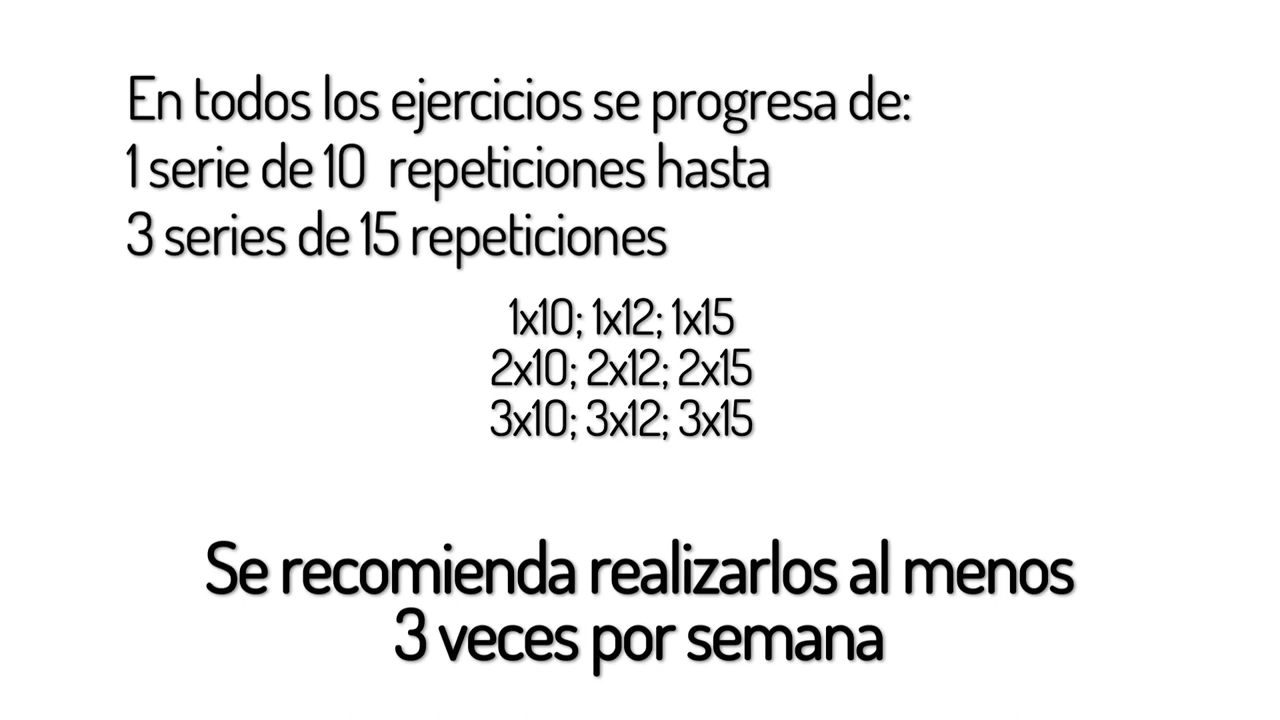 En todos los ejercicios se progresa de:
1 serie de 10 repeticiones hasta
3 series de 15 repeticiones
1x10; 1x12; 1x15
2x10; 2x12; 2x15
3x10; 3x12; 3x15
Se recomienda realizarlos al menos
3 veces por semana